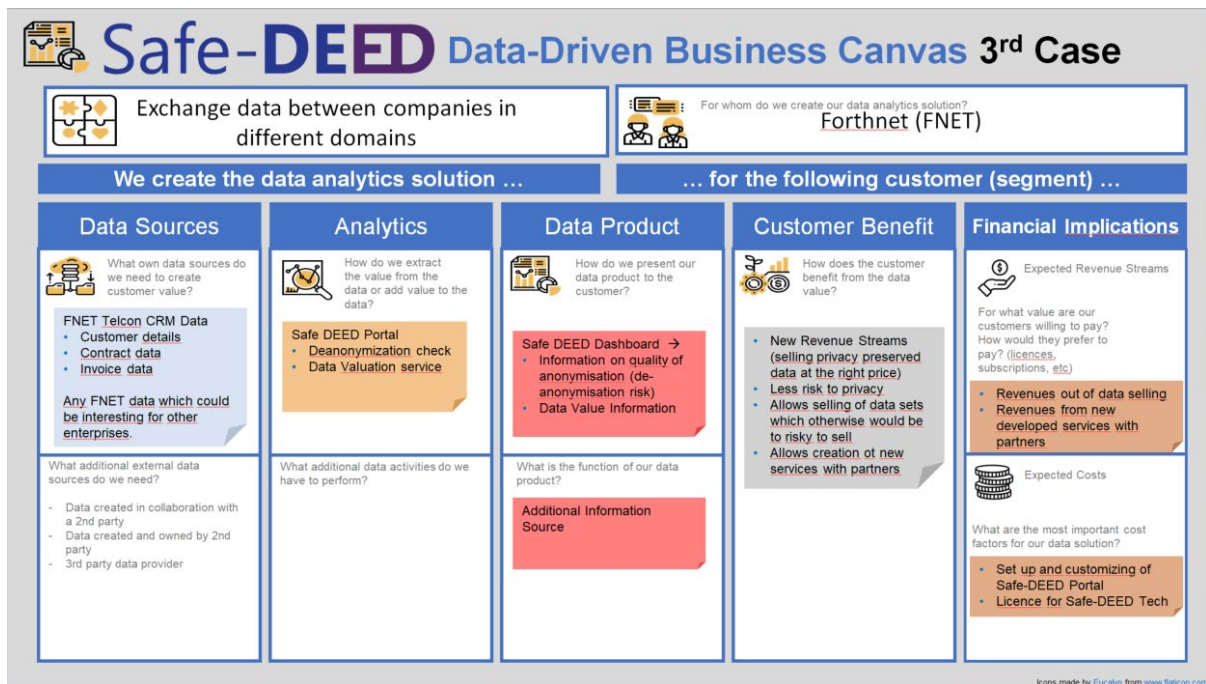 Safe-DEED Data-Driven Business Canvas 3rd Case
Exchange data between companies in
different domains
For whom do we create our data analytics solution?
Forthnet (FNET)
We create the data analytics solution ...
... for the following customer (segment) ...
Data Sources
What own data sources do
we need to create
customer value?
FNET Telcon CRM Data
• Customer details
• Contract data
• Invoice data
Any FNET data which could
be interesting for other
enterprises.
What additional external data
sources do we need?
- Data created in collaboration with
a 2nd party
- Data created and owned by 2nd
party
- 3rd party data provider
Analytics
How do we extract
the value from the
data or add value to the
data?
Safe DEED Portal
• Deanonymization check
• Data Valuation service
What additional data activities do we
have to perform?
Data Product
How do we present our
data product to the
customer?
Safe DEED Dashboard →
• Information on quality of
anonymisation (de-
anonymisation risk)
• Data Value Information
What is the function of our data
product?
Additional Information
Source
Customer Benefit
How does the customer
benefit from the data
value?
• New Revenue Streams
(selling privacy preserved
data at the right price)
• Less risk to privacy
• Allows selling of data sets
which otherwise would be
to risky to sell
• Allows creation ot new
services with partners
Financial Implications
Expected Revenue Streams
For what value are our
customers willing to pay?
How would they prefer to
pay? (licences,
subscriptions, etc)
• Revenues out of data selling
• Revenues from new
developed services with
partners
Expected Costs
What are the most important cost
factors for our data solution?
• Set up and customizing of
Safe-DEED Portal
• Licence for Safe-DEED Tech
Icons made by Eucalyp from www.flaticon.com